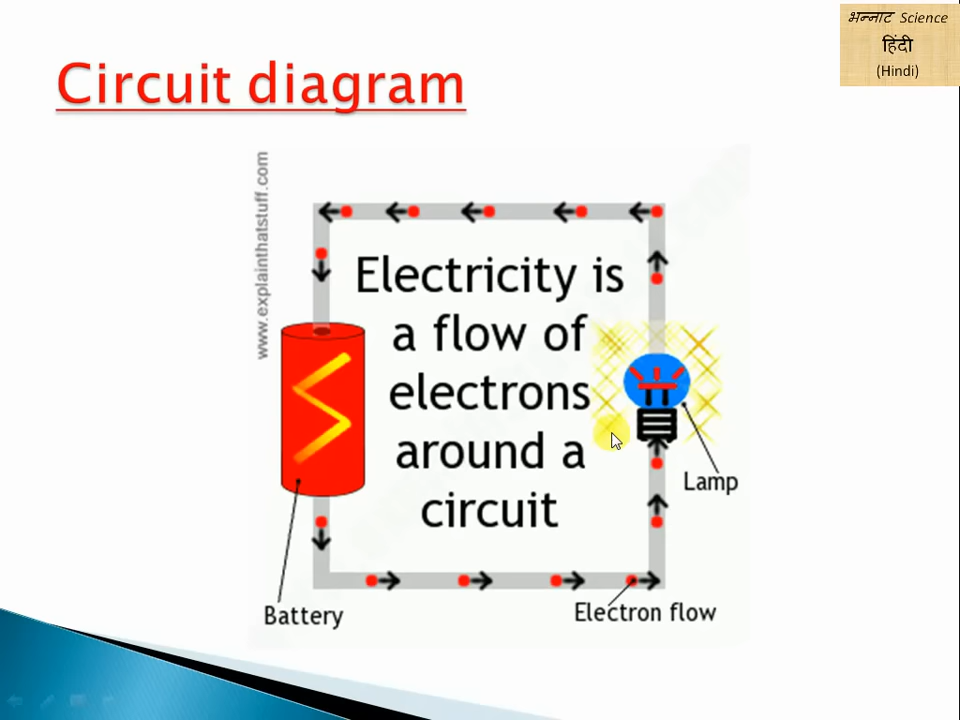 भन्नाट Science
हिंदी
(Hindi)
Circuit diagram
www.explainthatstuff.com
Electricity is
a flow of
electrons
around a
circuit
Lamp
Battery
Electron flow